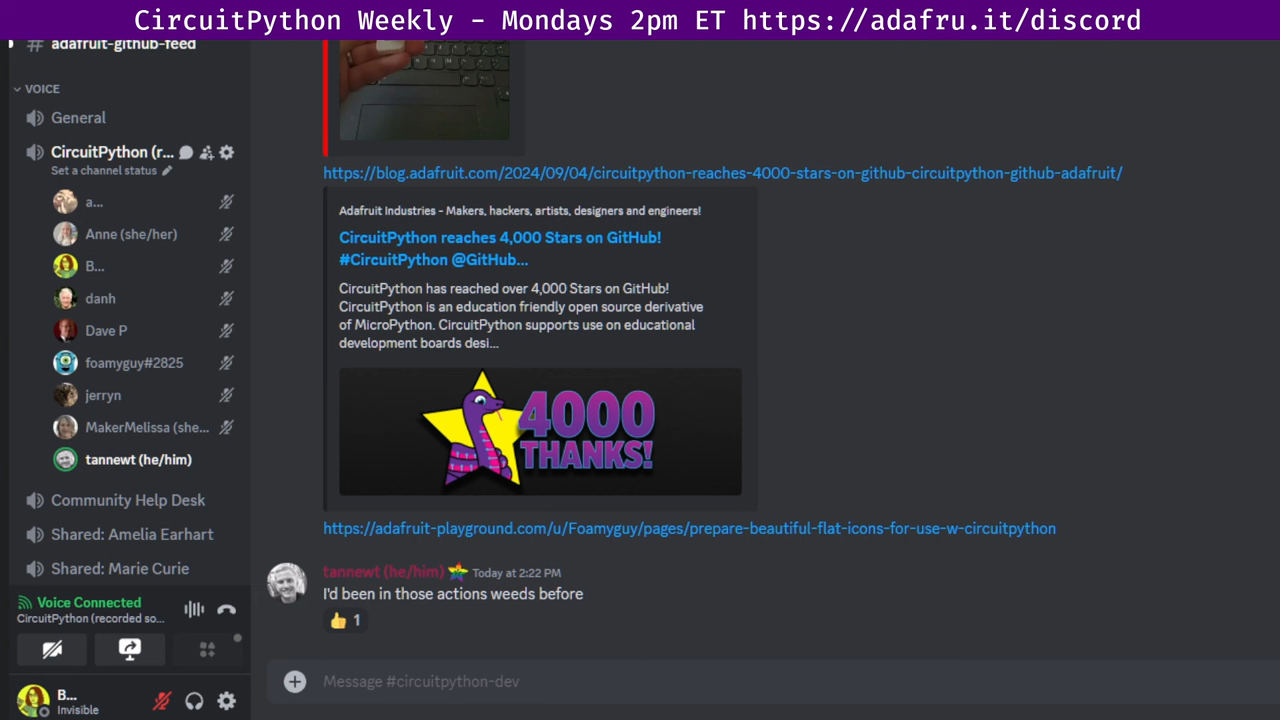 CircuitPython Weekly - Mondays 2pm ET https://adafru.it/discord
# adafruit-github-feed
VOICE
General
CircuitPython (r...
Set a channel status
a...
Anne (she/her)
B...
danh
Dave P
foamyguy#2825
jerryn
MakerMelissa (she...
tannewt (he/him)
Community Help Desk
Shared: Amelia Earhart
Shared: Marie Curie
Voice Connected
CircuitPython (recorded so...
B...
Invisible
https://blog.adafruit.com/2024/09/04/circuitpython-reaches-4000-stars-on-github-circuitpython-github-adafruit/
Adafruit Industries - Makers, hackers, artists, designers and engineers!
CircuitPython reaches 4,000 Stars on GitHub!
#CircuitPython @GitHub...
CircuitPython has reached over 4,000 Stars on GitHub!
CircuitPython is an education friendly open source derivative
of MicroPython. CircuitPython supports use on educational
development boards desi...
4000
THANKS!
https://adafruit-playground.com/u/Foamyguy/pages/prepare-beautiful-flat-icons-for-use-w-circuitpython
tannewt (he/him) Today at 2:22 PM
I'd been in those actions weeds before
👍 1
Message #circuitpython-dev